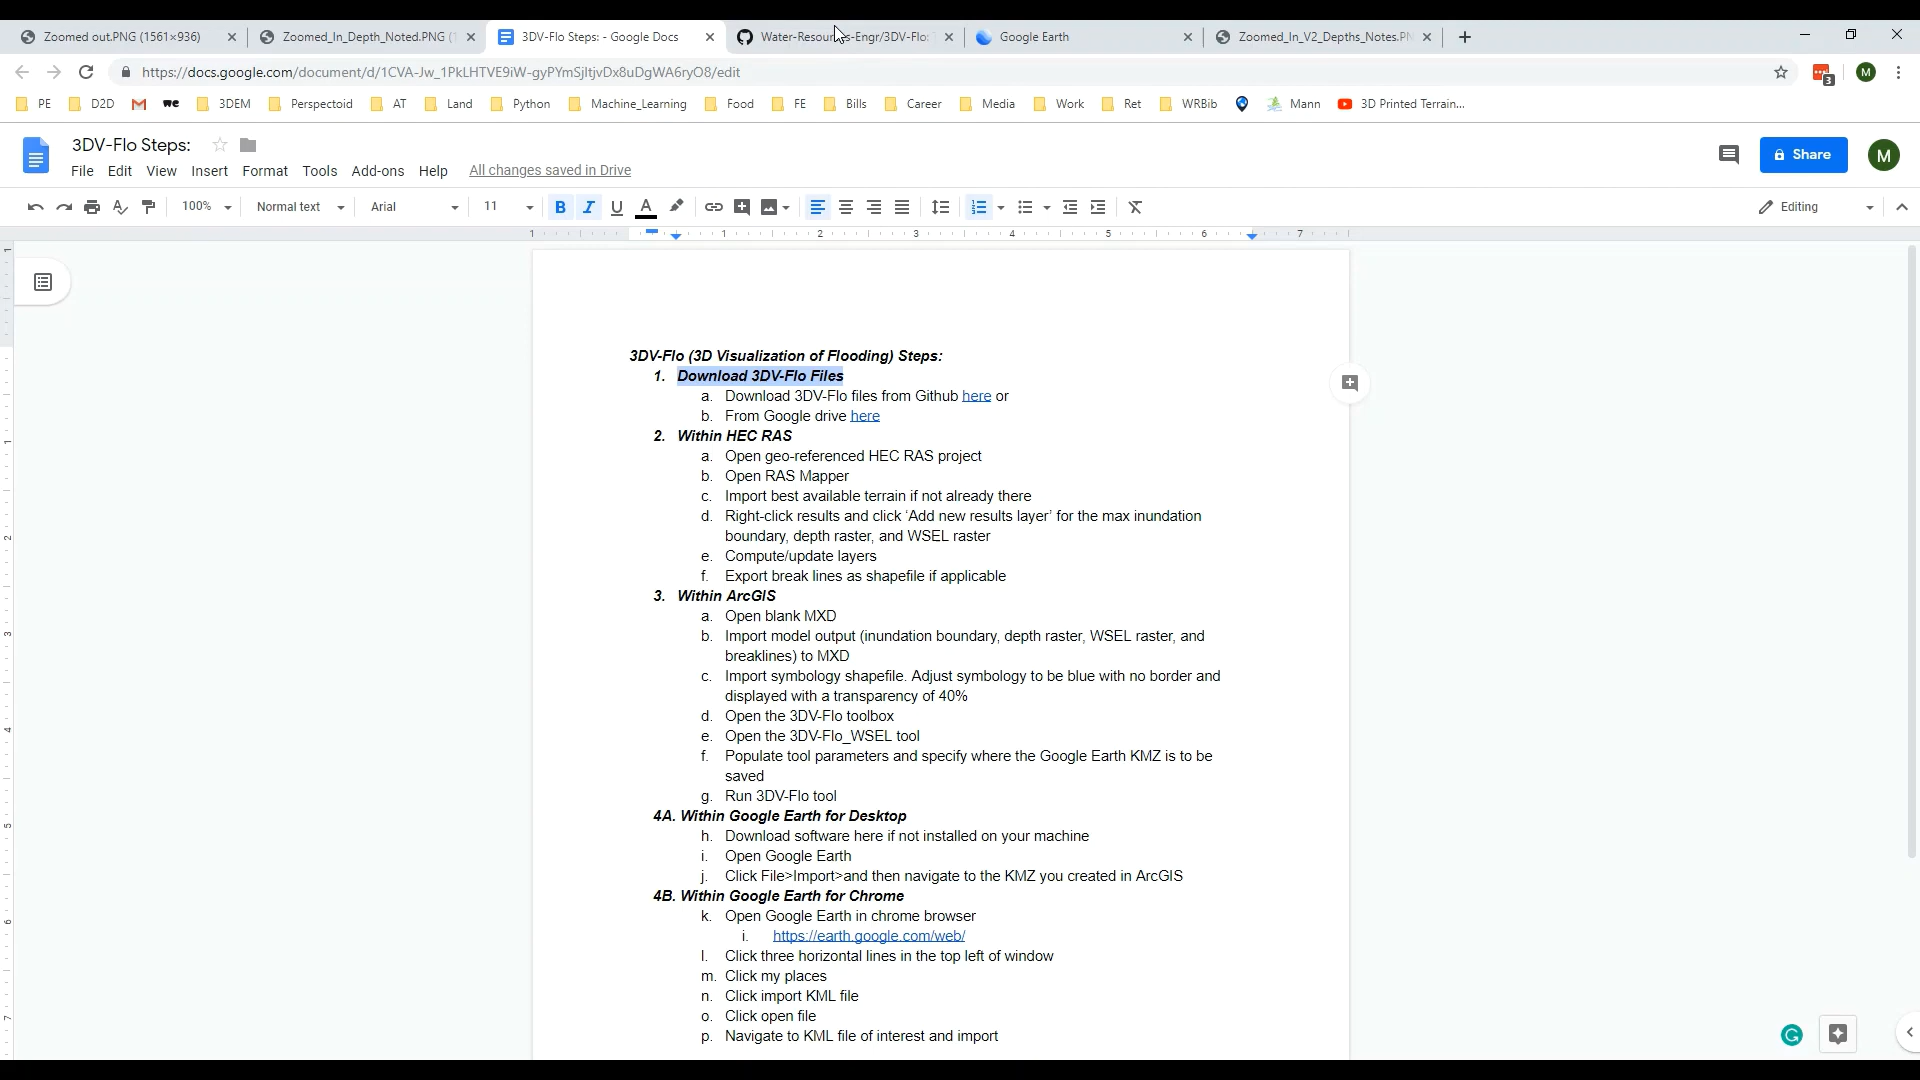 Zoomed out.PNG (1561×936)
Zoomed_In_Depth_Noted.PNG (
3DV-Flo Steps: - Google Docs
Water-Resources-Engr/3DV-Flo:
Google Earth
Zoomed_In_V2_Depths_Notes.PN
https://docs.google.com/document/d/1CVA-Jw_1PkLHTVE9iW-gyPYmSjltjvDx8uDgWA6ryO8/edit
3
M
PE
D2D
we
3DEM
Perspectoid
AT
Land
Python
Machine_Learning
Food
FE
Bills
Career
Media
Work
Ret
WRBib
Mann
3D Printed Terrain...
3DV-Flo Steps:
File Edit View Insert Format Tools Add-ons Help All changes saved in Drive
Share
M
100% Normal text Arial 11 B I U A Editing
1 1 2 3 4 5 6 7
3DV-Flo (3D Visualization of Flooding) Steps:
1. Download 3DV-Flo Files
a. Download 3DV-Flo files from Github here or
b. From Google drive here
2. Within HEC RAS
a. Open geo-referenced HEC RAS project
b. Open RAS Mapper
c. Import best available terrain if not already there
d. Right-click results and click ‘Add new results layer’ for the max inundation
boundary, depth raster, and WSEL raster
e. Compute/update layers
f. Export break lines as shapefile if applicable
3. Within ArcGIS
a. Open blank MXD
b. Import model output (inundation boundary, depth raster, WSEL raster, and
breaklines) to MXD
c. Import symbology shapefile. Adjust symbology to be blue with no border and
displayed with a transparency of 40%
d. Open the 3DV-Flo toolbox
e. Open the 3DV-Flo_WSEL tool
f. Populate tool parameters and specify where the Google Earth KMZ is to be
saved
g. Run 3DV-Flo tool
4A. Within Google Earth for Desktop
h. Download software here if not installed on your machine
i. Open Google Earth
j. Click File>Import>and then navigate to the KMZ you created in ArcGIS
4B. Within Google Earth for Chrome
k. Open Google Earth in chrome browser
i. https://earth.google.com/web/
l. Click three horizontal lines in the top left of window
m. Click my places
n. Click import KML file
o. Click open file
p. Navigate to KML file of interest and import